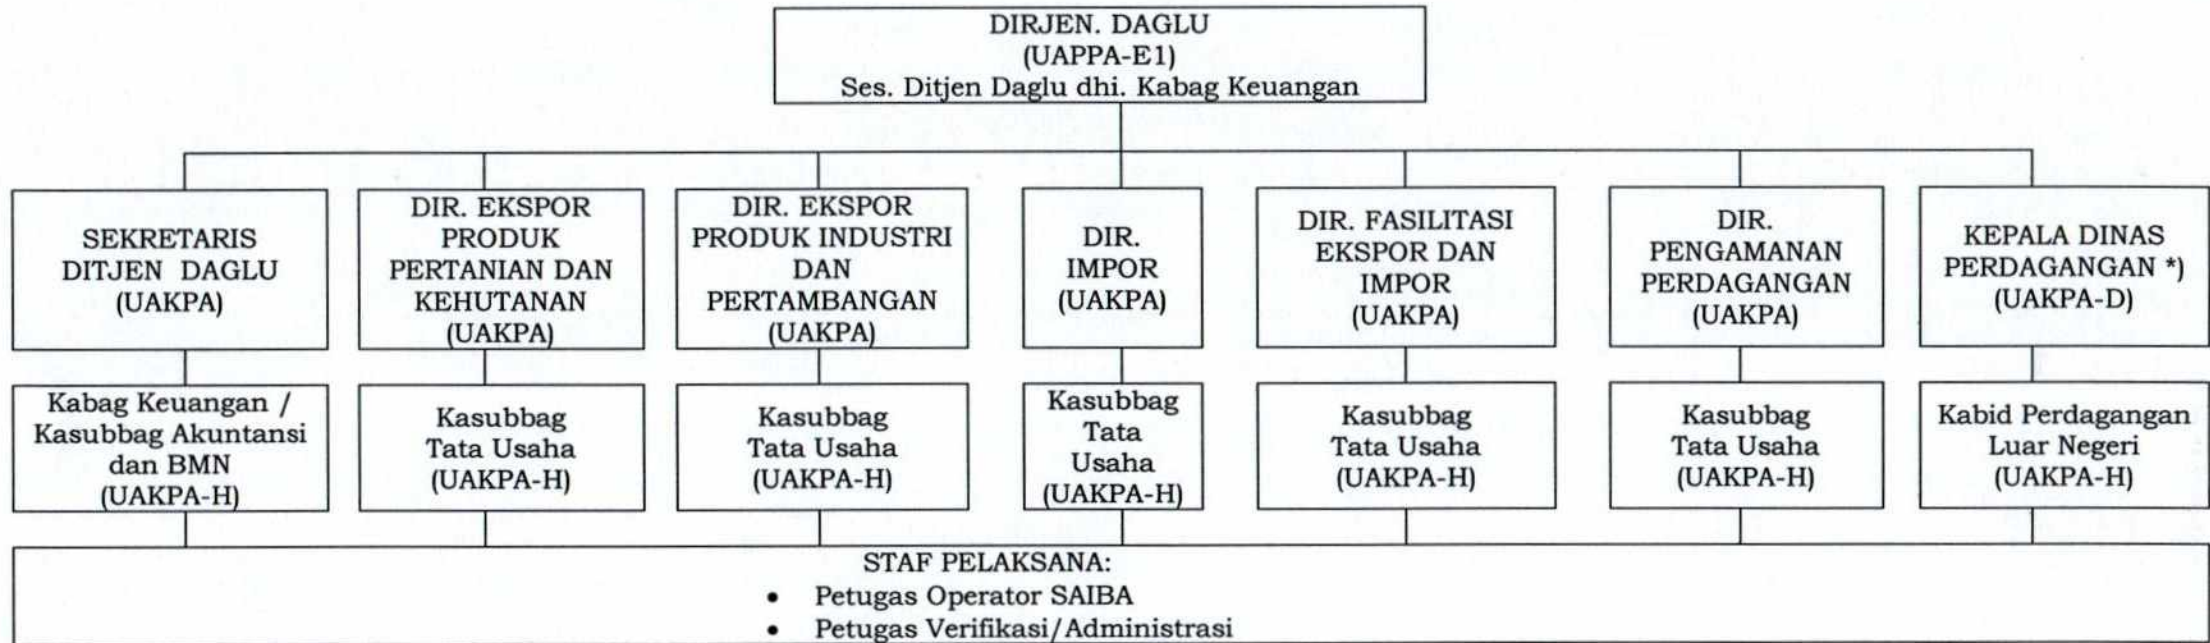 DIRJEN. DAGLU
(UAPPA-E1)
Ses. Ditjen Daglu dhi. Kabag Keuangan
SEKRETARIS
DITJEN DAGLU
(UAKPA)
DIR. EKSPOR
PRODUK
PERTANIAN DAN
KEHUTANAN
(UAKPA)
DIR. EKSPOR
PRODUK INDUSTRI
DAN
PERTAMBANGAN
(UAKPA)
DIR.
IMPOR
(UAKPA)
DIR. FASILITASI
EKSPOR DAN
IMPOR
(UAKPA)
DIR.
PENGAMANAN
PERDAGANGAN
(UAKPA)
KEPALA DINAS
PERDAGANGAN *)
(UAKPA-D)
Kabag Keuangan /
Kasubbag Akuntansi
dan BMN
(UAKPA-H)
Kasubbag
Tata Usaha
(UAKPA-H)
Kasubbag
Tata Usaha
(UAKPA-H)
Kasubbag
Tata
Usaha
(UAKPA-H)
Kasubbag
Tata Usaha
(UAKPA-H)
Kasubbag
Tata Usaha
(UAKPA-H)
Kabid Perdagangan
Luar Negeri
(UAKPA-H)
STAF PELAKSANA:
• Petugas Operator SAIBA
• Petugas Verifikasi/Administrasi